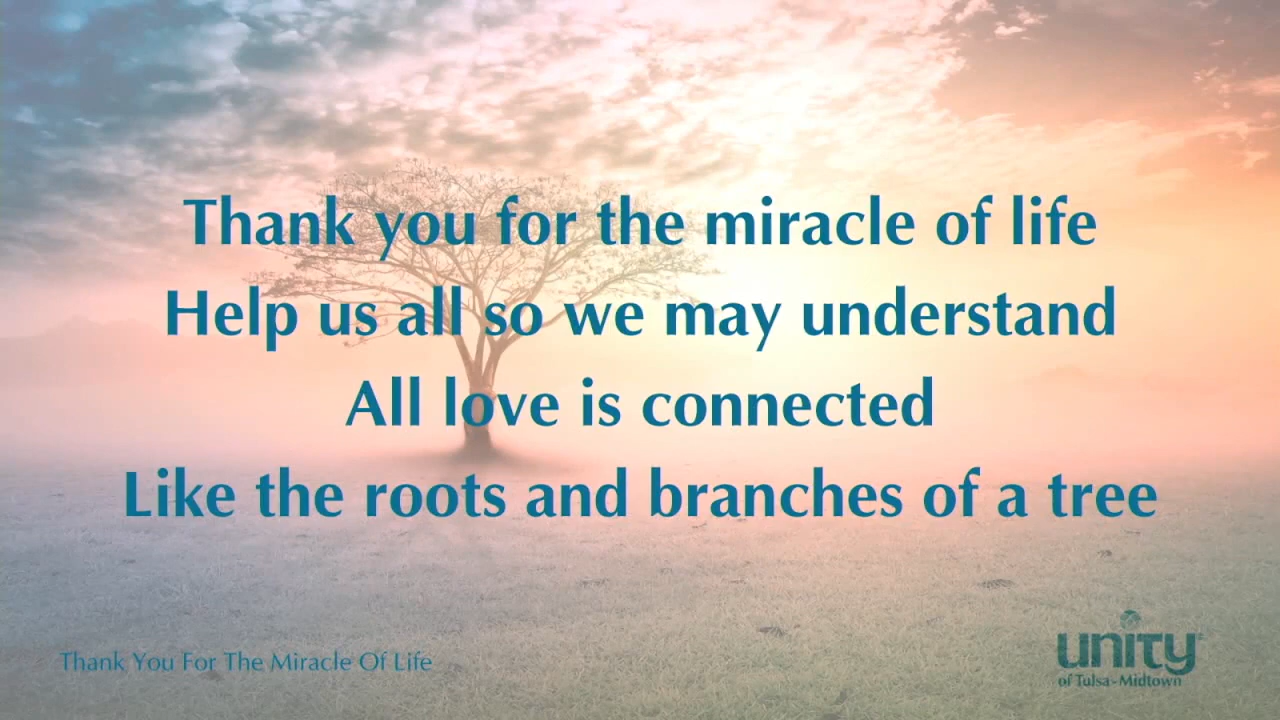 Thank you for the miracle of life
Help us all so we may understand
All love is connected
Like the roots and branches of a tree
Thank You For The Miracle Of Life
unity
of Tulsa-Midtown